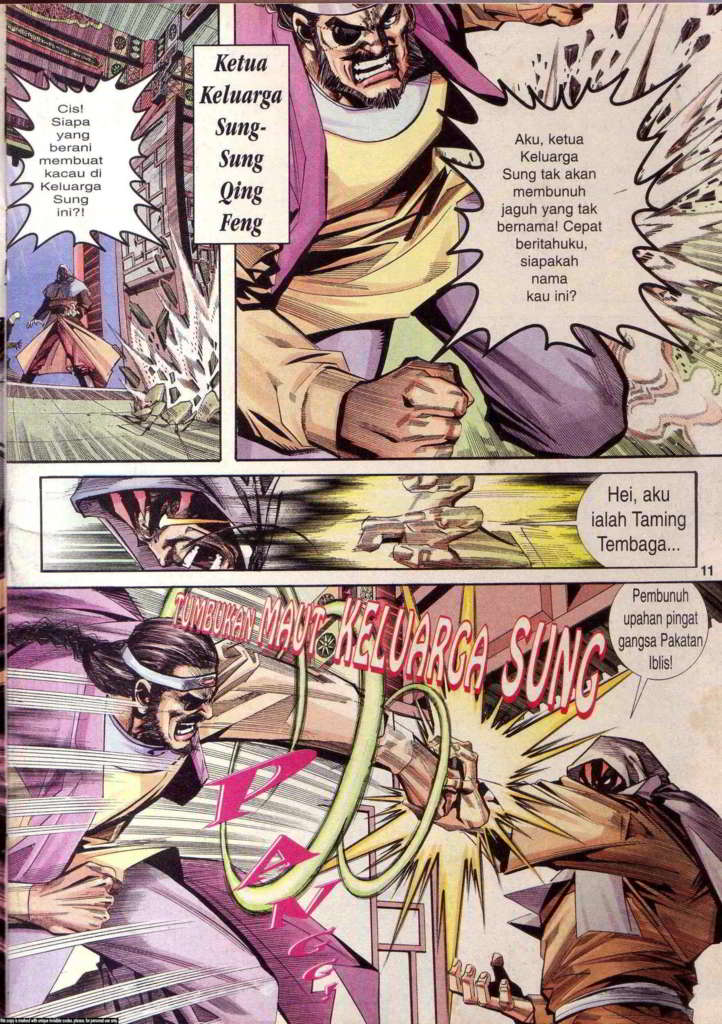 Cis!
Siapa
yang
berani
membuat
kacau di
Keluarga
Sung
ini?!
Ketua
Keluarga
Sung-
Sung
Qing
Feng
Aku, ketua
Keluarga
Sung tak akan
membunuh
jaguh yang tak
bernama! Cepat
beritahuku,
siapakah
nama
kau ini?
Hei, aku
ialah Taming
Tembaga...
11
TUMBUKAN MAUT KELUARGA SUNG
Pembunuh
upahan pingat
gangsa Pakatan
Iblis!
PANGG